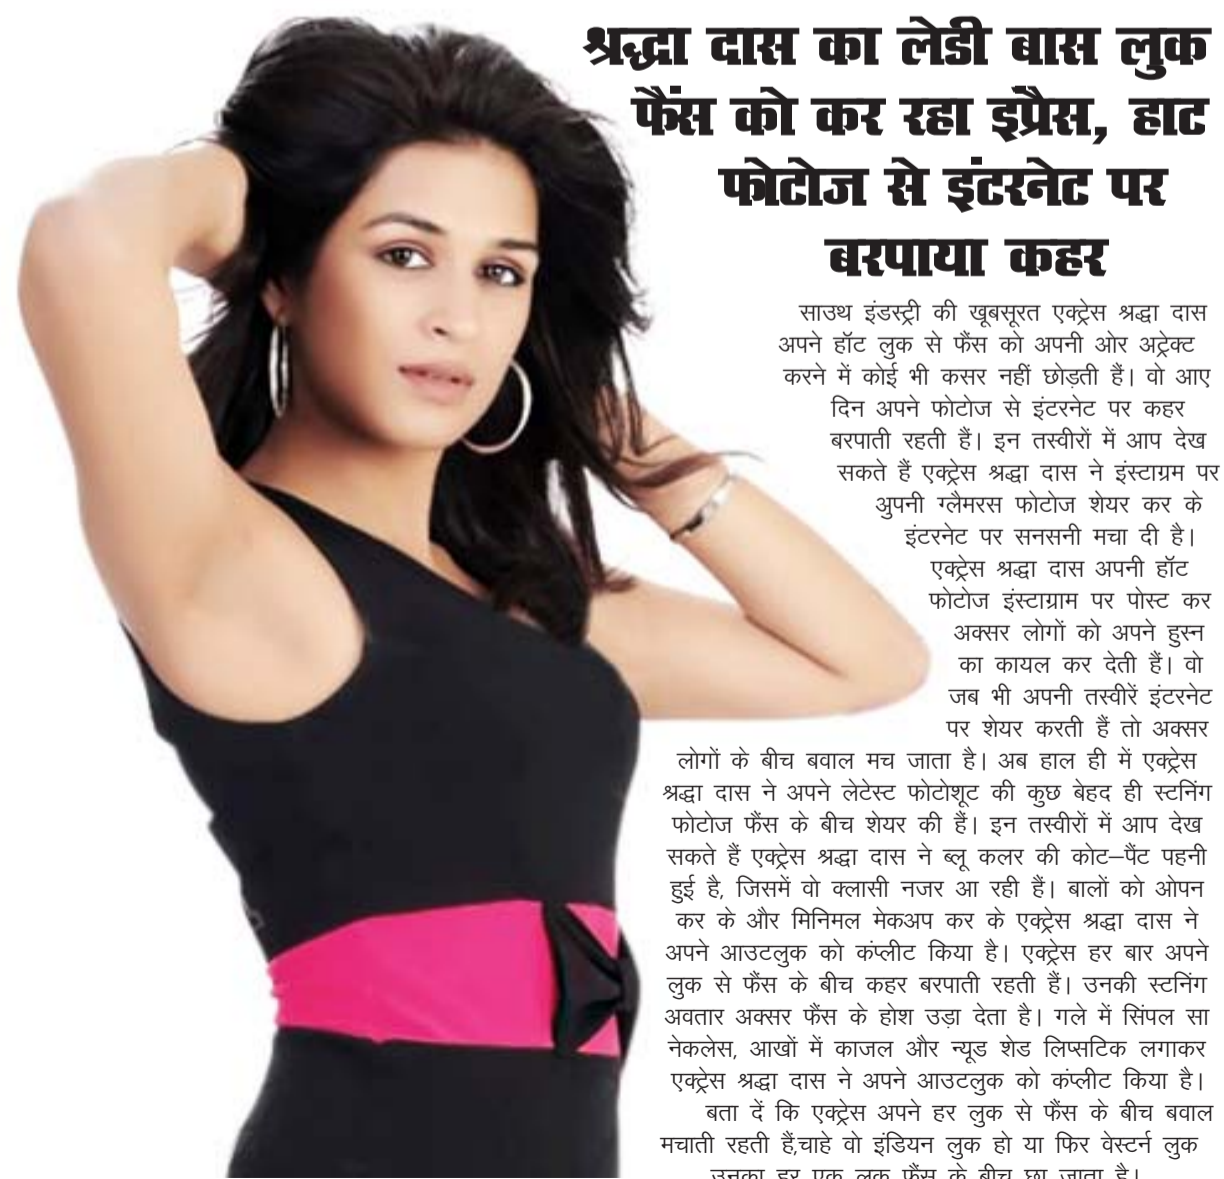 श्रद्धा दास का लेडी बास लुक
फैंस को कर रहा इंप्रैस, हाट
फोटोज से इंटरनेट पर
बरपाया कहर
साउथ इंडस्ट्री की खूबसूरत एक्ट्रेस श्रद्धा दास
अपने हॉट लुक से फैंस को अपनी ओर अट्रेक्ट
करने में कोई भी कसर नहीं छोड़ती हैं। वो आए
दिन अपने फोटोज से इंटरनेट पर कहर
बरपाती रहती हैं। इन तस्वीरों में आप देख
सकते हैं एक्ट्रेस श्रद्धा दास ने इंस्टाग्रम पर
अुपनी ग्लैमरस फोटोज शेयर कर के
इंटरनेट पर सनसनी मचा दी है।
एक्ट्रेस श्रद्धा दास अपनी हॉट
फोटोज इंस्टाग्राम पर पोस्ट कर
अक्सर लोगों को अपने हुस्न
का कायल कर देती हैं। वो
जब भी अपनी तस्वीरें इंटरनेट
पर शेयर करती हैं तो अक्सर
लोगों के बीच बवाल मच जाता है। अब हाल ही में एक्ट्रेस
श्रद्धा दास ने अपने लेटेस्ट फोटोशूट की कुछ बेहद ही स्टनिंग
फोटोज फैंस के बीच शेयर की हैं। इन तस्वीरों में आप देख
सकते हैं एक्ट्रेस श्रद्धा दास ने ब्लू कलर की कोट–पैंट पहनी
हुई है, जिसमें वो क्लासी नजर आ रही हैं। बालों को ओपन
कर के और मिनिमल मेकअप कर के एक्ट्रेस श्रद्धा दास ने
अपने आउटलुक को कंप्लीट किया है। एक्ट्रेस हर बार अपने
लुक से फैंस के बीच कहर बरपाती रहती हैं। उनकी स्टनिंग
अवतार अक्सर फैंस के होश उड़ा देता है। गले में सिंपल सा
नेकलेस, आखों में काजल और न्यूड शेड लिप्सटिक लगाकर
एक्ट्रेस श्रद्धा दास ने अपने आउटलुक को कंप्लीट किया है।
बता दें कि एक्ट्रेस अपने हर लुक से फैंस के बीच बवाल
मचाती रहती हैं,चाहे वो इंडियन लुक हो या फिर वेस्टर्न लुक
उनका हर एक लुक फैंस के बीच छा जाता है।